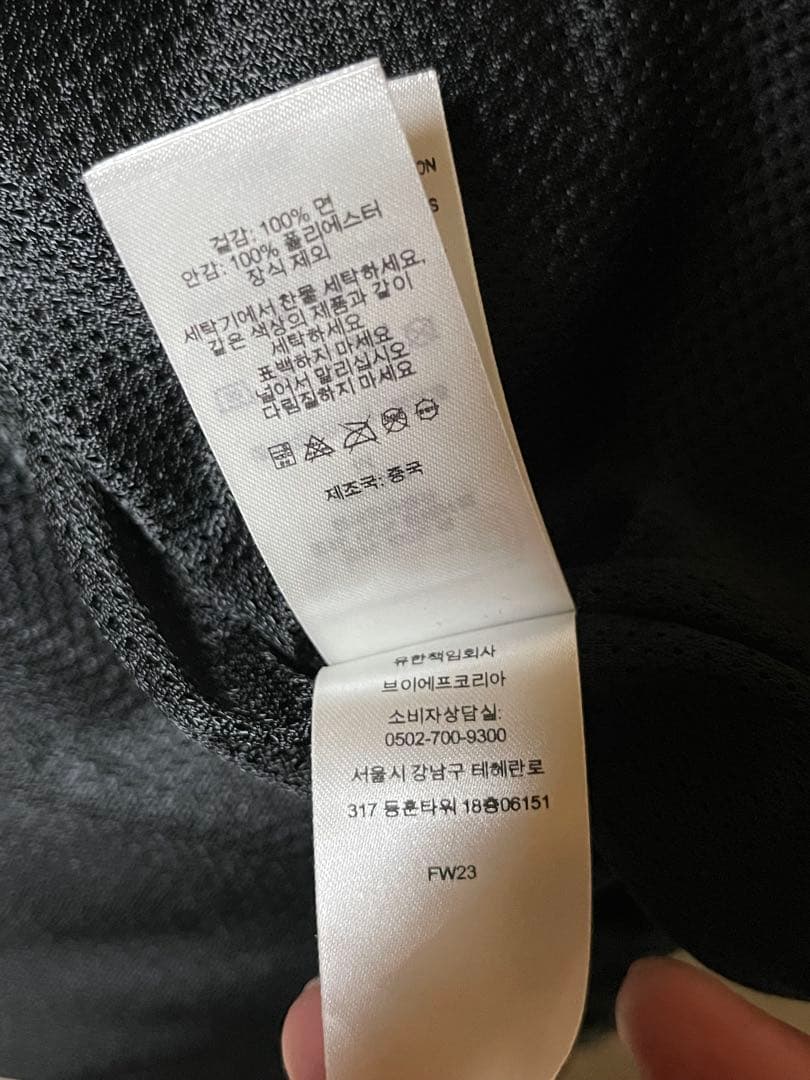 겉감: 100% 면
안감: 100% 폴리에스터
장식 제외
세탁기에서 찬물 세탁하세요,
같은 색상의 제품과 같이
세탁하세요
표백하지 마세요
널어서 말리십시오
다림질하지 마세요
제조국: 중국
유한책임회사
브이에프코리아
소비자상담실:
0502-700-9300
서울시 강남구 테헤란로
317 동훈타워 18층06151
FW23